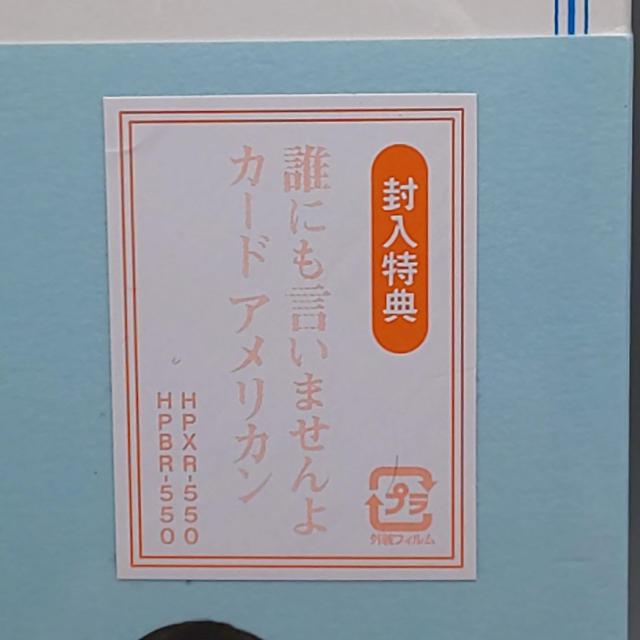 封入特典
誰にも言いませんよ
カード アメリカン
HPXR-550
HPBR-550
プラ
外装フィルム